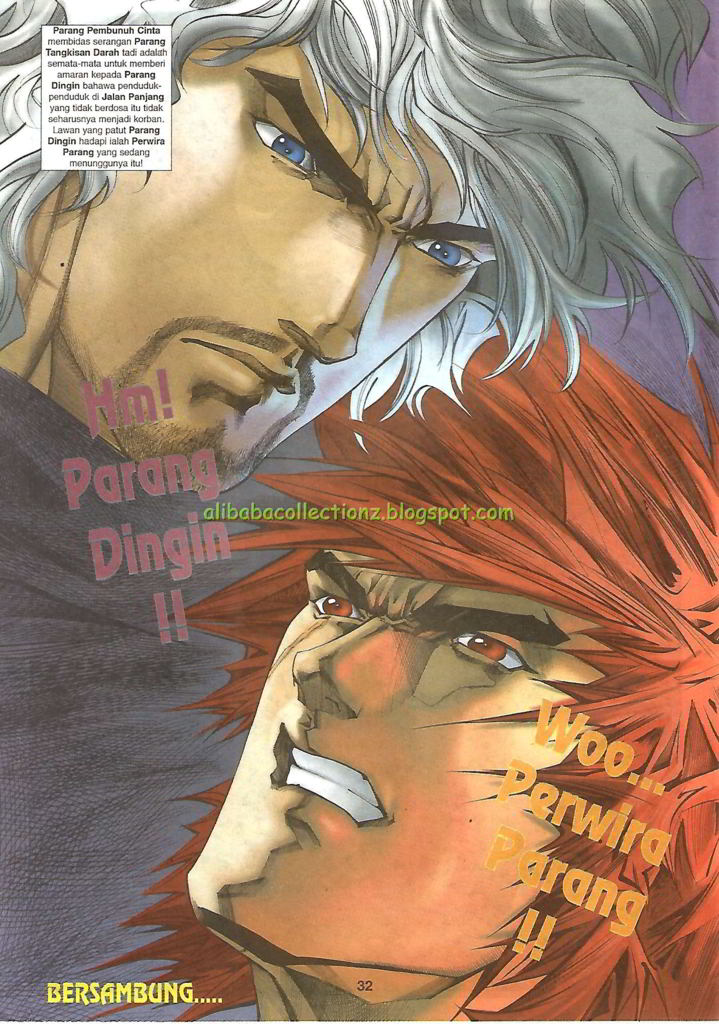 Parang Pembunuh Cinta
membidas serangan Parang
Tangkisan Darah tadi adalah
semata-mata untuk memberi
amaran kepada Parang
Dingin bahawa penduduk-
penduduk di Jalan Panjang
yang tidak berdosa itu tidak
seharusnya menjadi korban.
Lawan yang patut Parang
Dingin hadapi ialah Perwira
Parang yang sedang
menunggunya itu!
Hm!
Parang
Dingin
!!
alibabacollectionz.blogspot.com
Woo...
Perwira
Parang
!!
BERSAMBUNG.....
32